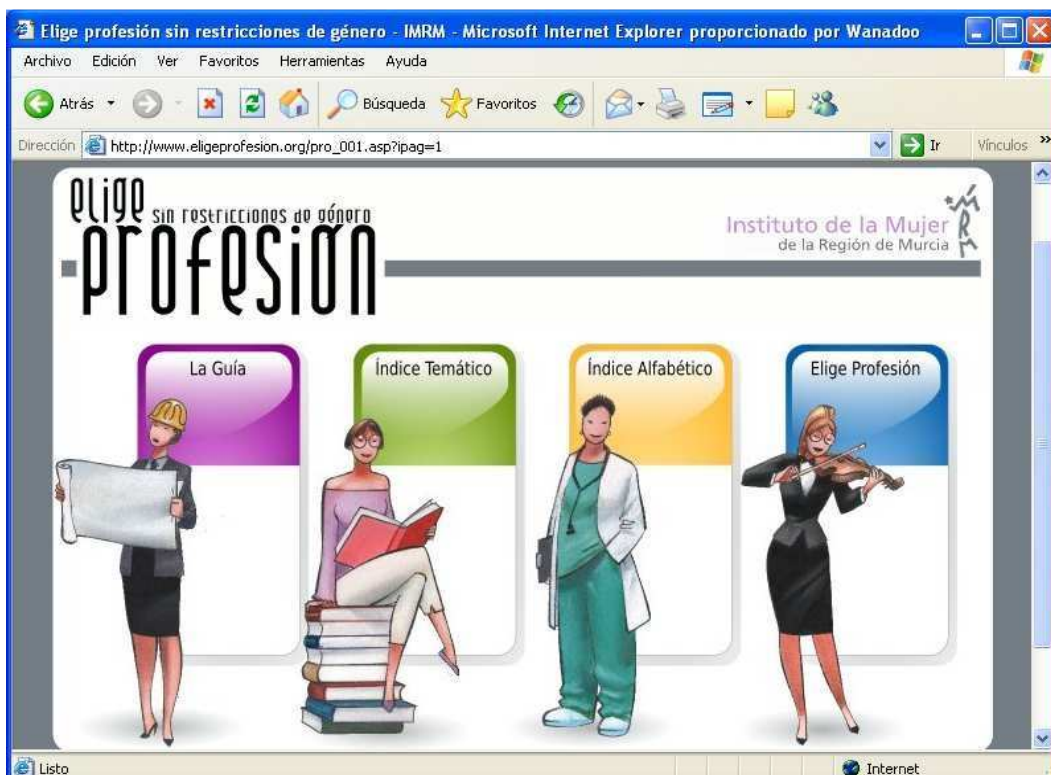 Elige profesión sin restricciones de género - IMRM - Microsoft Internet Explorer proporcionado por Wanadoo
Archivo Edición Ver Favoritos Herramientas Ayuda
Atrás Búsqueda Favoritos
Dirección http://www.eligeprofesion.org/pro_001.asp?ipag=1 Ir Vínculos »
elige sin restricciones de género
profesión
Instituto de la Mujer
de la Región de Murcia
MRM
La Guía Índice Temático Índice Alfabético Elige Profesión
Listo Internet